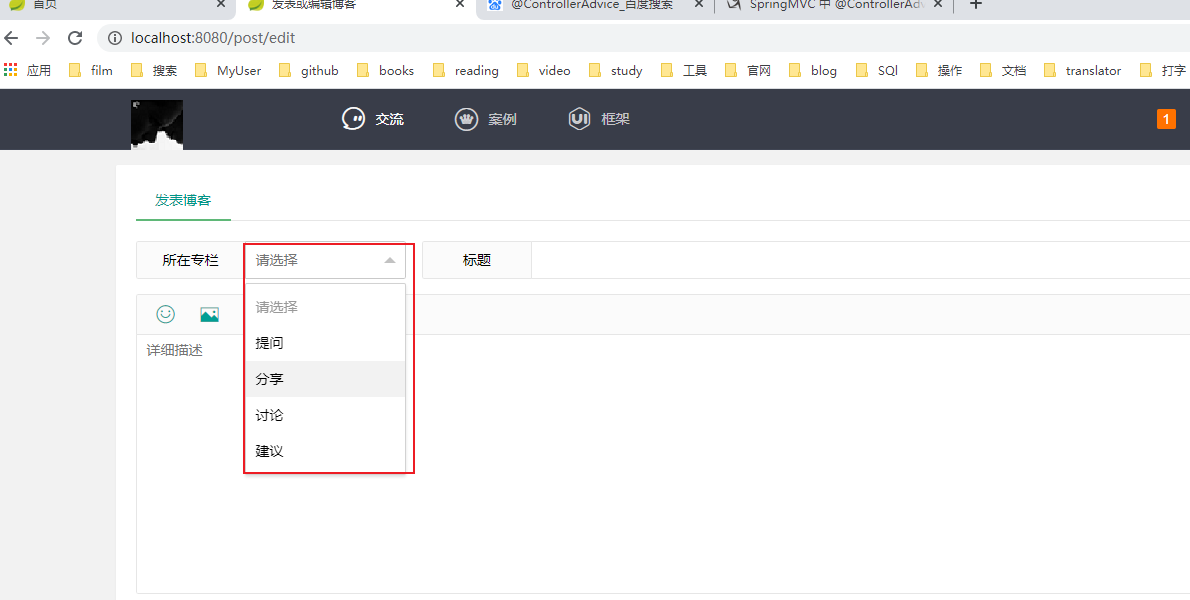 首页 发表或编辑博客 @ControllerAdvice_百度搜索 SpringMVC 中 @ControllerAdv
localhost:8080/post/edit
应用 film 搜索 MyUser github books reading video study 工具 官网 blog SQl 操作 文档 translator 打字
交流 案例 UI 框架 1
发表博客
所在专栏 请选择 标题
请选择
提问
详细描述
分享
讨论
建议